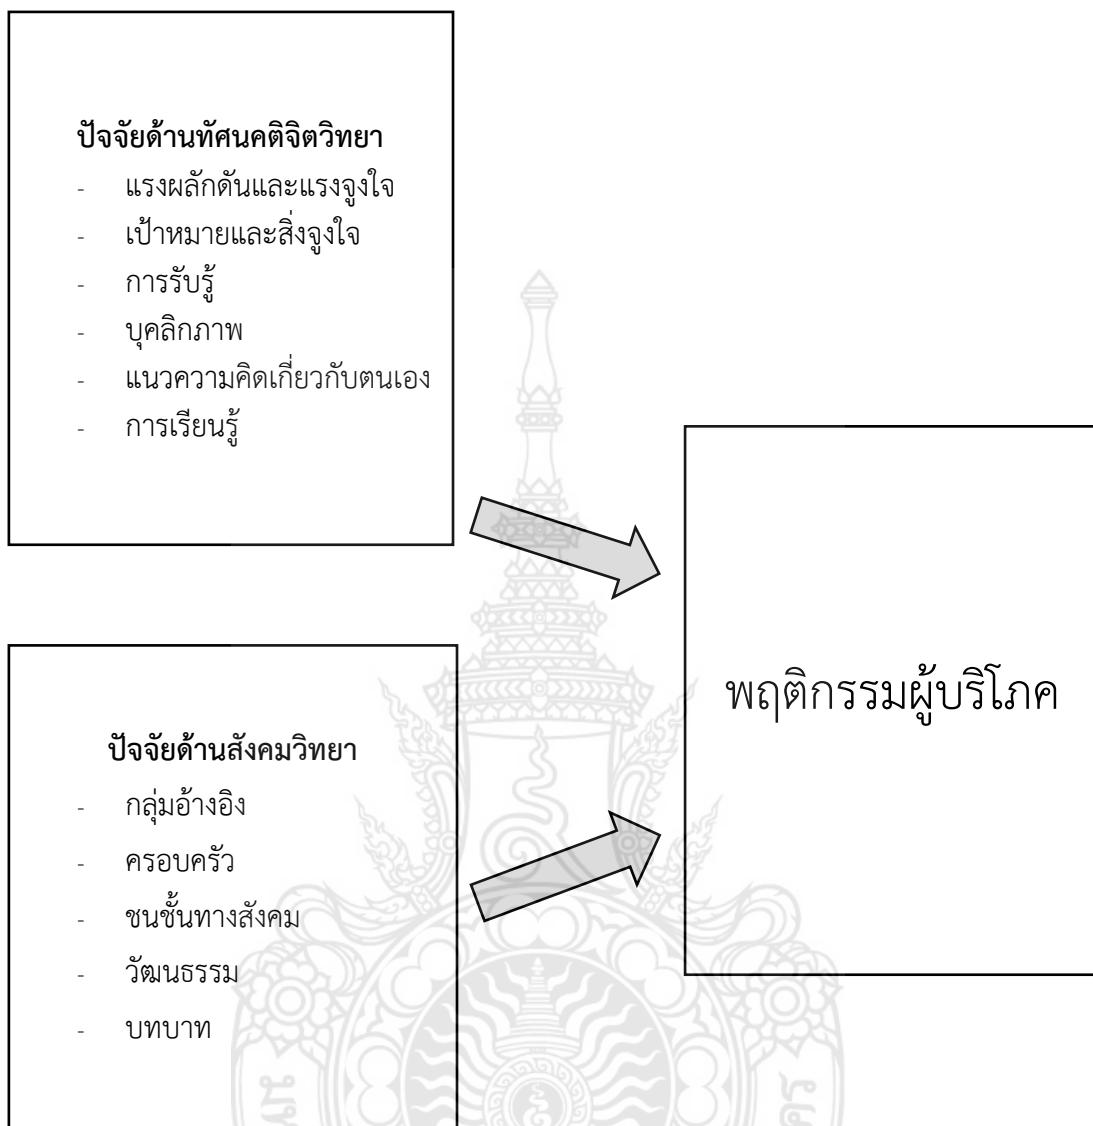 ปัจจัยด้านทัศนคติจิตวิทยา
- แรงผลักดันและแรงจูงใจ
- เป้าหมายและสิ่งจูงใจ
- การรับรู้
- บุคลิกภาพ
- แนวความคิดเกี่ยวกับตนเอง
- การเรียนรู้
พฤติกรรมผู้บริโภค
ปัจจัยด้านสังคมวิทยา
- กลุ่มอ้างอิง
- ครอบครัว
- ชนชั้นทางสังคม
- วัฒนธรรม
- บทบาท